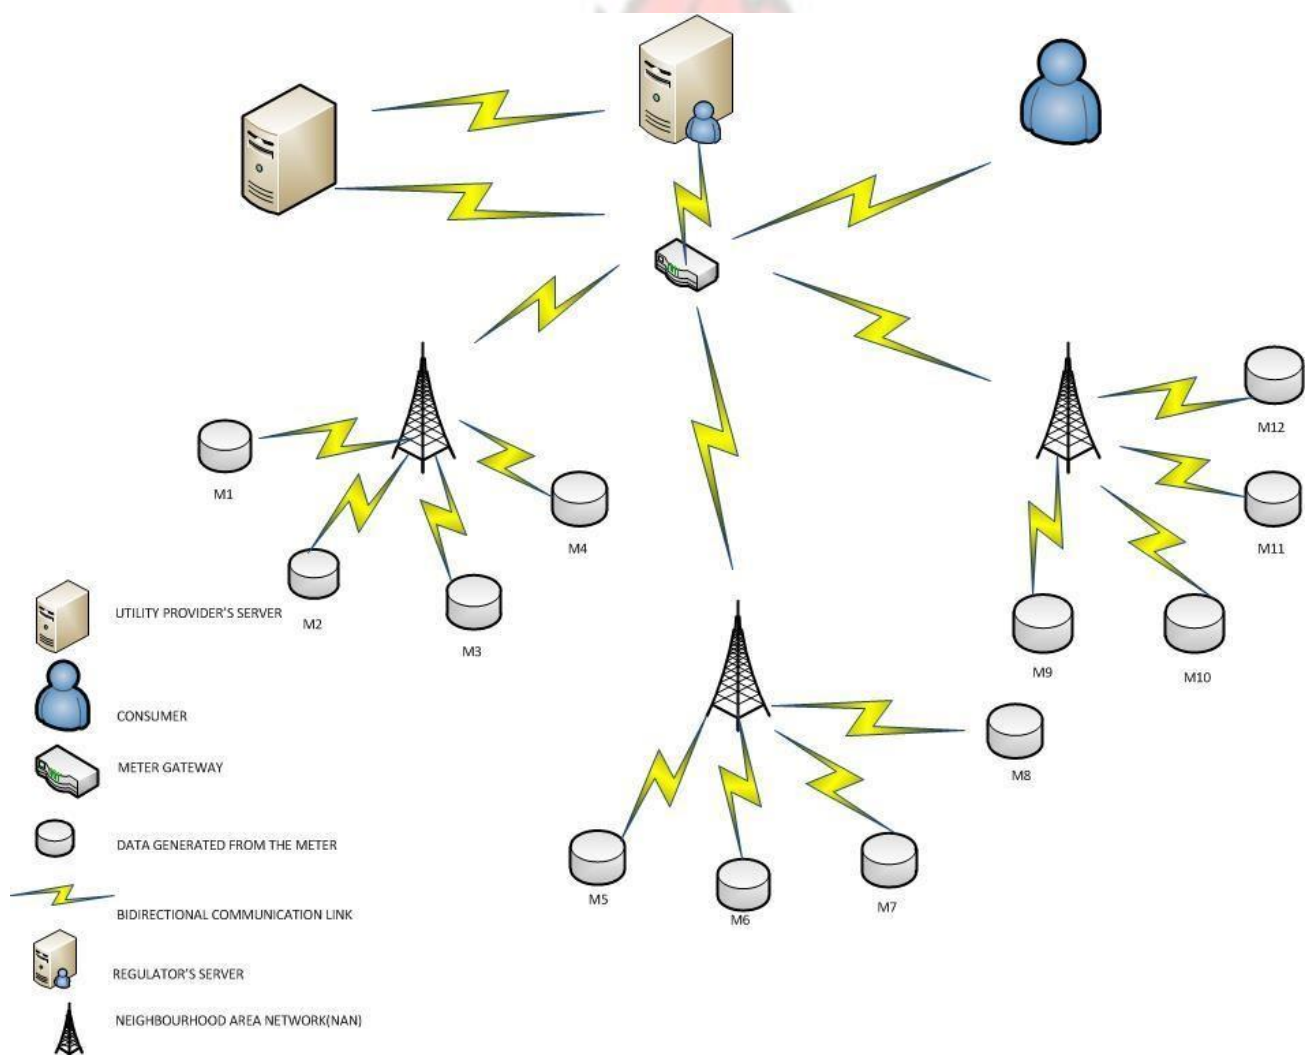 M12
M1
M11
M4
UTILITY PROVIDER'S SERVER
M2
M3
M9
M10
CONSUMER
METER GATEWAY
M8
DATA GENERATED FROM THE METER
M5
M6
M7
BIDIRECTIONAL COMMUNICATION LINK
REGULATOR'S SERVER
NEIGHBOURHOOD AREA NETWORK(NAN)